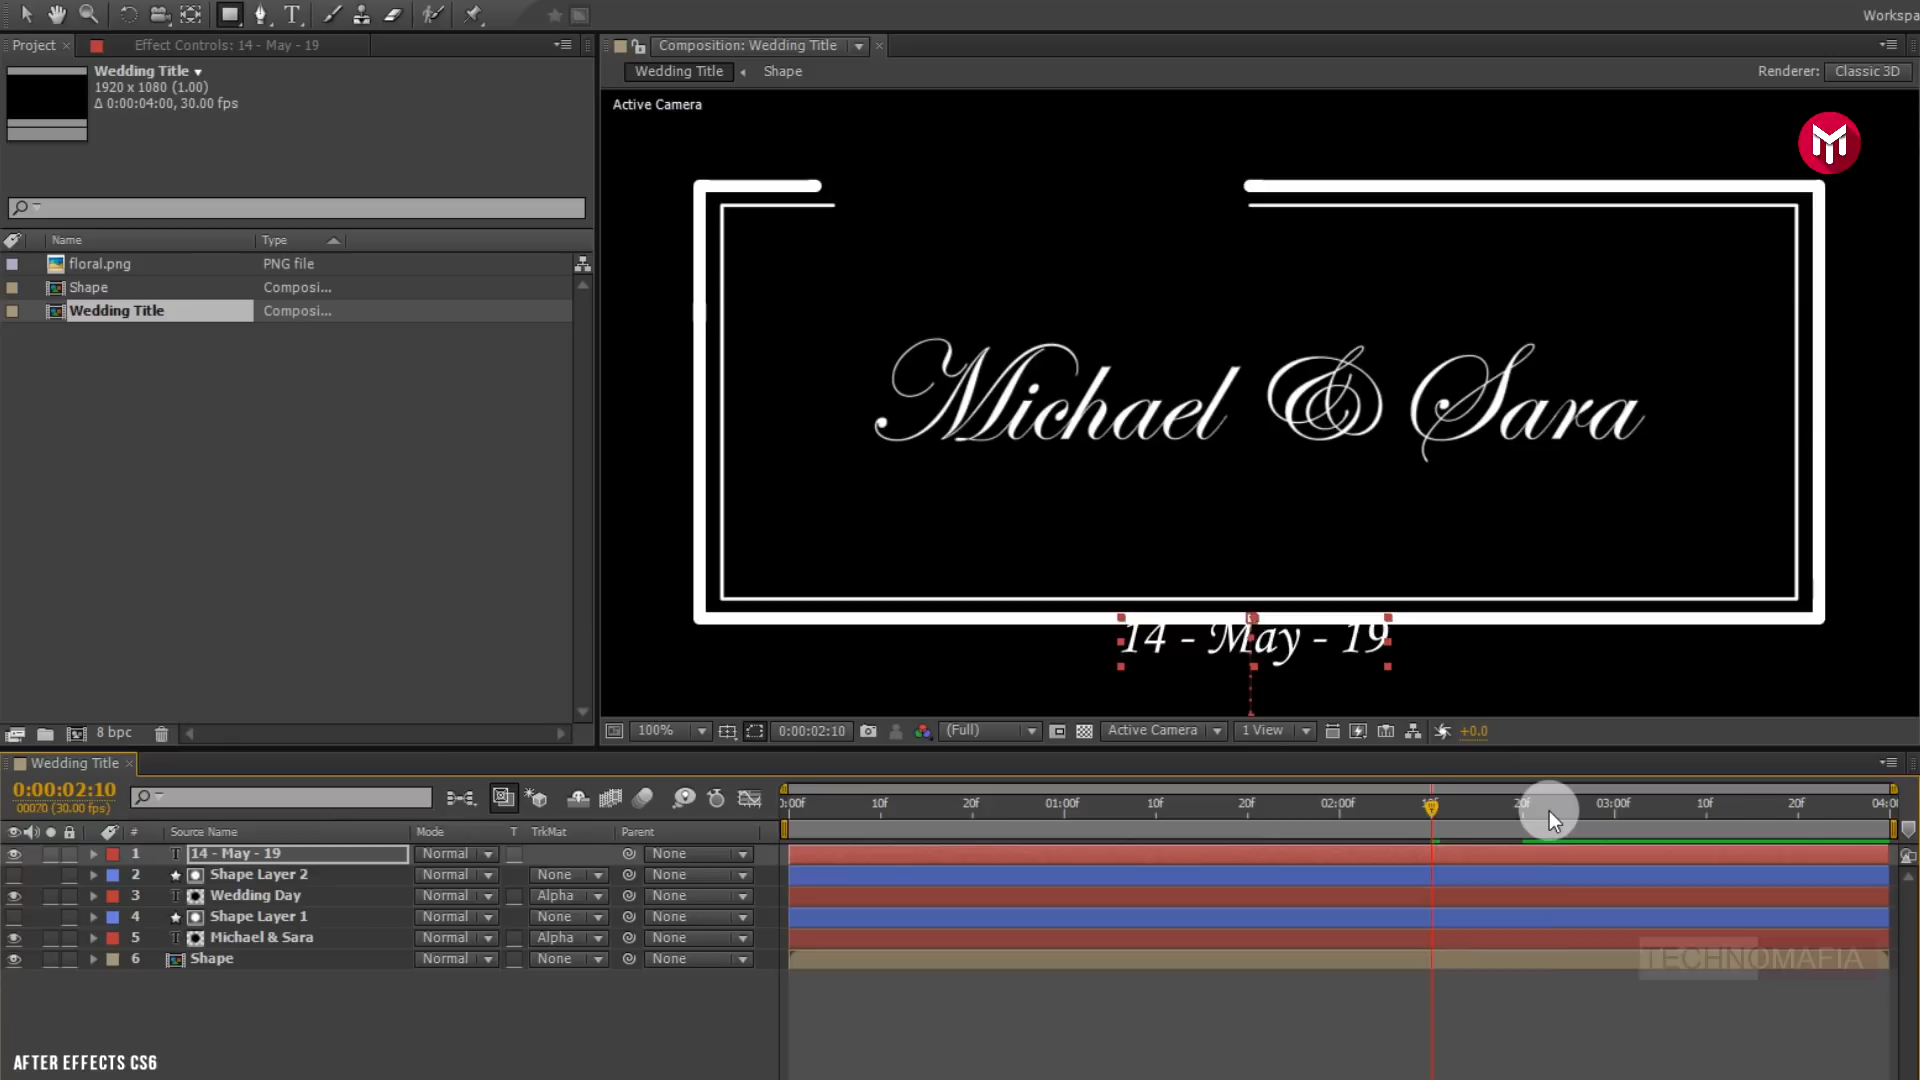 Workspa
Project
Effect Controls: 14 - May - 19
Composition: Wedding Title
Wedding Title
1920 x 1080 (1.00)
Δ 0:00:04:00, 30.00 fps
Wedding Title
Shape
Renderer:
Classic 3D
Active Camera
Name
Type
floral.png
PNG file
Shape
Composi...
Wedding Title
Composi...
Michael & Sara
14 - May - 19
8 bpc
100%
0:00:02:10
(Full)
Active Camera
1 View
+0.0
Wedding Title
0:00:02:10
00070 (30.00 fps)
0:00f
10f
20f
01:00f
10f
20f
02:00f
20f
03:00f
10f
20f
04:00
#
Source Name
Mode
T
TrkMat
Parent
1
14 - May - 19
Normal
None
2
Shape Layer 2
Normal
None
None
3
Wedding Day
Normal
Alpha
None
4
Shape Layer 1
Normal
None
None
5
Michael & Sara
Normal
Alpha
None
6
Shape
Normal
None
None
TECHNOMAFIA
AFTER EFFECTS CS6